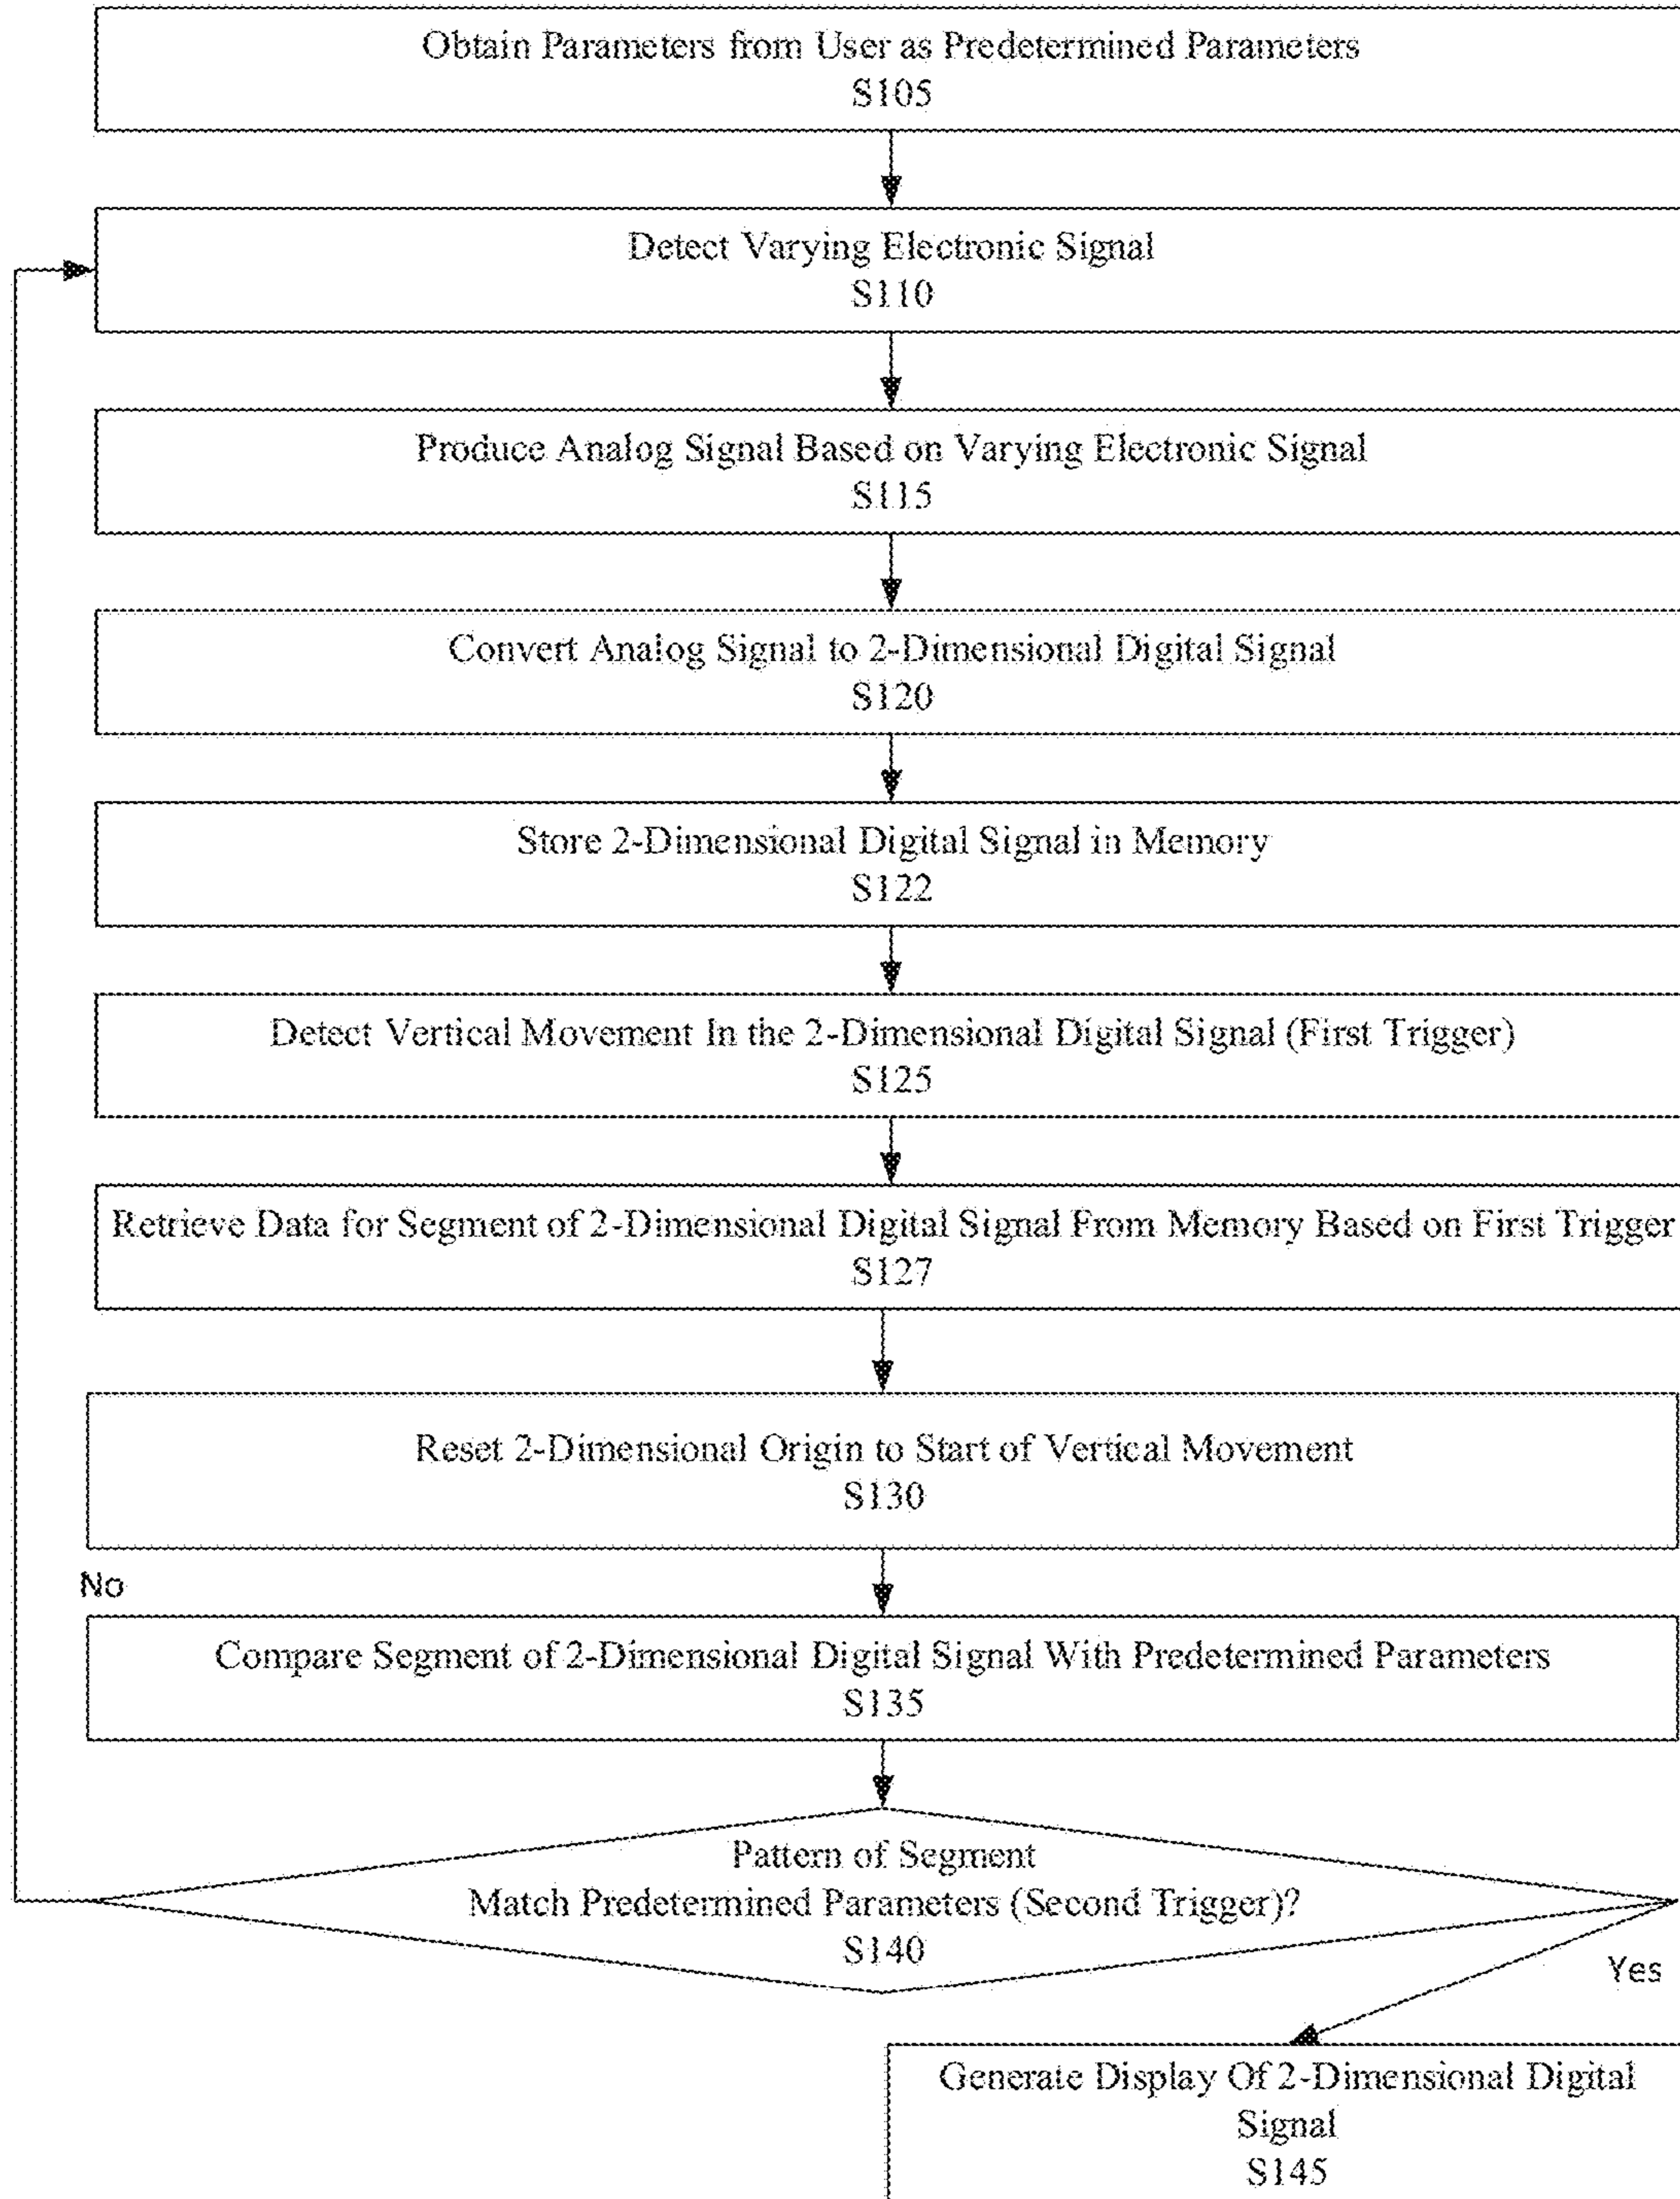 Obtain Parameters from User as Predetermined Parameters
S105
Detect Varying Electronic Signal
S110
Produce Analog Signal Based on Varying Electronic Signal
S115
Convert Analog Signal to 2-Dimensional Digital Signal
S120
Store 2-Dimensional Digital Signal in Memory
S122
Detect Vertical Movement In the 2-Dimensional Digital Signal (First Trigger)
S125
Retrieve Data for Segment of 2-Dimensional Digital Signal From Memory Based on First Trigger
S127
Reset 2-Dimensional Origin to Start of Vertical Movement
S130
No
Compare Segment of 2-Dimensional Digital Signal With Predetermined Parameters
S135
Pattern of Segment
Match Predetermined Parameters (Second Trigger)?
S140
Yes
Generate Display Of 2-Dimensional Digital
Signal
S145